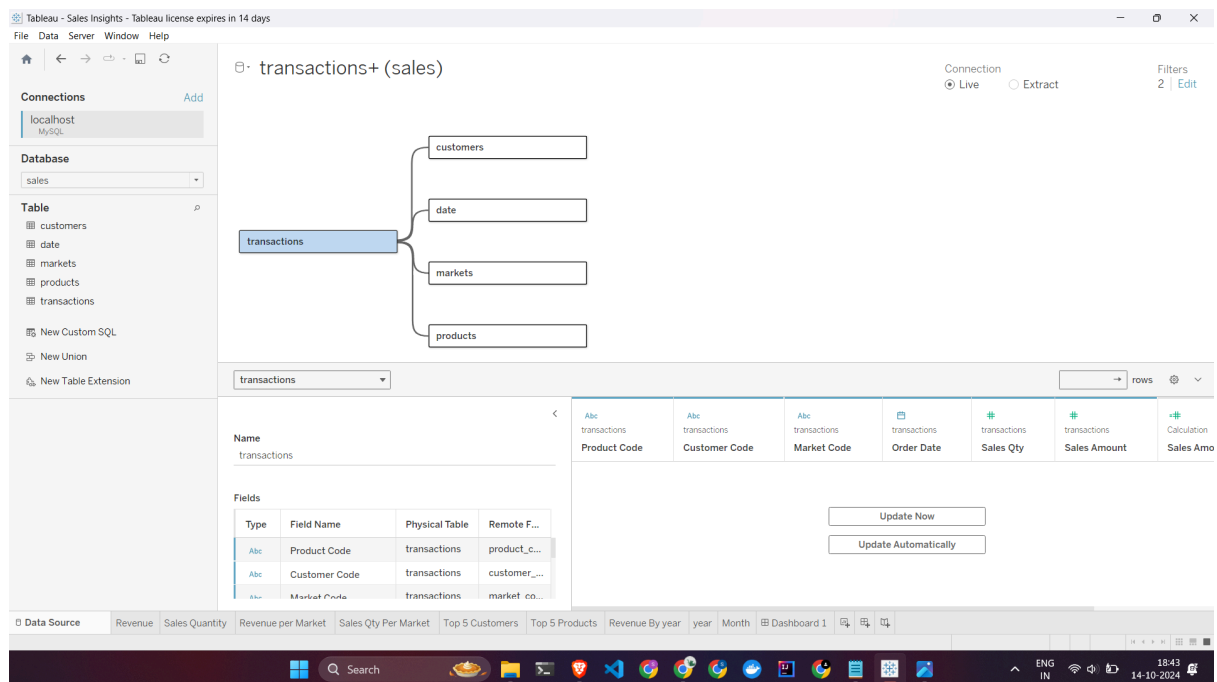 Tableau - Sales Insights - Tableau license expires in 14 days
File Data Server Window Help
transactions+ (sales)
Connection
Live Extract
Filters
2 Edit
Connections Add
localhost
MySQL
Database
sales
Table
customers
date
markets
products
transactions
New Custom SQL
New Union
New Table Extension
customers
date
transactions
markets
products
transactions
rows
Name
transactions
Fields
Type Field Name Physical Table Remote F...
Abc Product Code transactions product_c...
Abc Customer Code transactions customer_...
Abc Market Code transactions market_co...
Abc Abc Abc # # =#
transactions transactions transactions transactions transactions transactions Calculation
Product Code Customer Code Market Code Order Date Sales Qty Sales Amount Sales Amo
Update Now
Update Automatically
Data Source Revenue Sales Quantity Revenue per Market Sales Qty Per Market Top 5 Customers Top 5 Products Revenue By year year Month Dashboard 1
Search
ENG
IN
18:43
14-10-2024